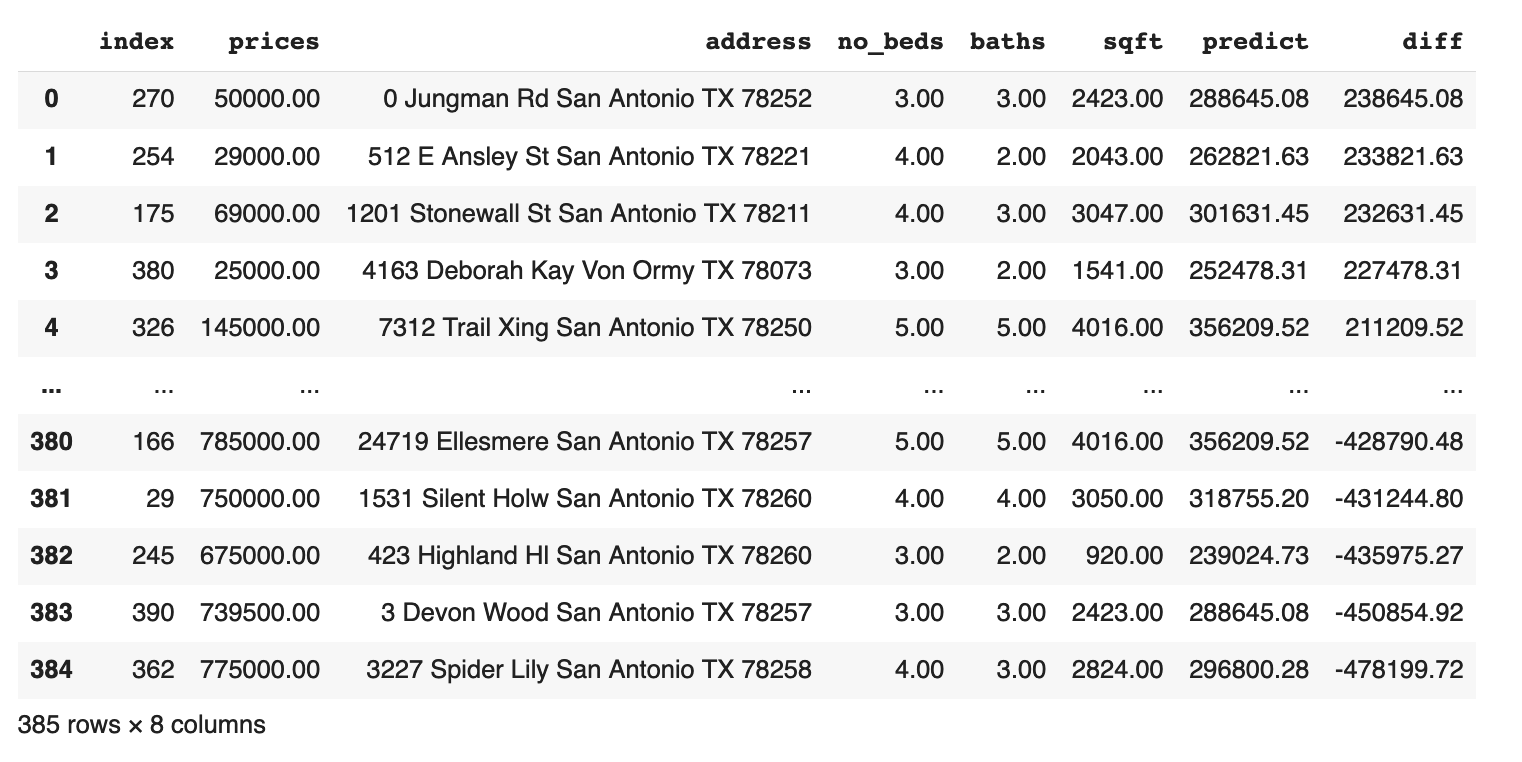 index prices address no_beds baths sqft predict diff
0 270 50000.00 0 Jungman Rd San Antonio TX 78252 3.00 3.00 2423.00 288645.08 238645.08
1 254 29000.00 512 E Ansley St San Antonio TX 78221 4.00 2.00 2043.00 262821.63 233821.63
2 175 69000.00 1201 Stonewall St San Antonio TX 78211 4.00 3.00 3047.00 301631.45 232631.45
3 380 25000.00 4163 Deborah Kay Von Ormy TX 78073 3.00 2.00 1541.00 252478.31 227478.31
4 326 145000.00 7312 Trail Xing San Antonio TX 78250 5.00 5.00 4016.00 356209.52 211209.52
... ... ... ... ... ... ... ... ...
380 166 785000.00 24719 Ellesmere San Antonio TX 78257 5.00 5.00 4016.00 356209.52 -428790.48
381 29 750000.00 1531 Silent Holw San Antonio TX 78260 4.00 4.00 3050.00 318755.20 -431244.80
382 245 675000.00 423 Highland Hl San Antonio TX 78260 3.00 2.00 920.00 239024.73 -435975.27
383 390 739500.00 3 Devon Wood San Antonio TX 78257 3.00 3.00 2423.00 288645.08 -450854.92
384 362 775000.00 3227 Spider Lily San Antonio TX 78258 4.00 3.00 2824.00 296800.28 -478199.72
385 rows × 8 columns